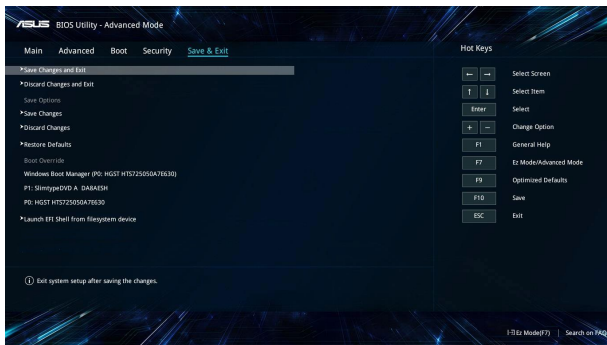 ASUS BIOS Utility - Advanced Mode
Main Advanced Boot Security Save & Exit
Save Changes and Exit
Discard Changes and Exit
Save Options
Save Changes
Discard Changes
Restore Defaults
Boot Override
Windows Boot Manager (P0: HGST HTS725050A7E630)
P1: SlimtypeDVD A DA8AESH
P0: HGST HTS725050A7E630
Launch EFI Shell from filesystem device
Exit system setup after saving the changes.
Hot Keys
← → Select Screen
↑ ↓ Select Item
Enter Select
+ − Change Option
F1 General Help
F7 Ez Mode/Advanced Mode
F9 Optimized Defaults
F10 Save
ESC Exit
Ez Mode(F7) | Search on FAQ